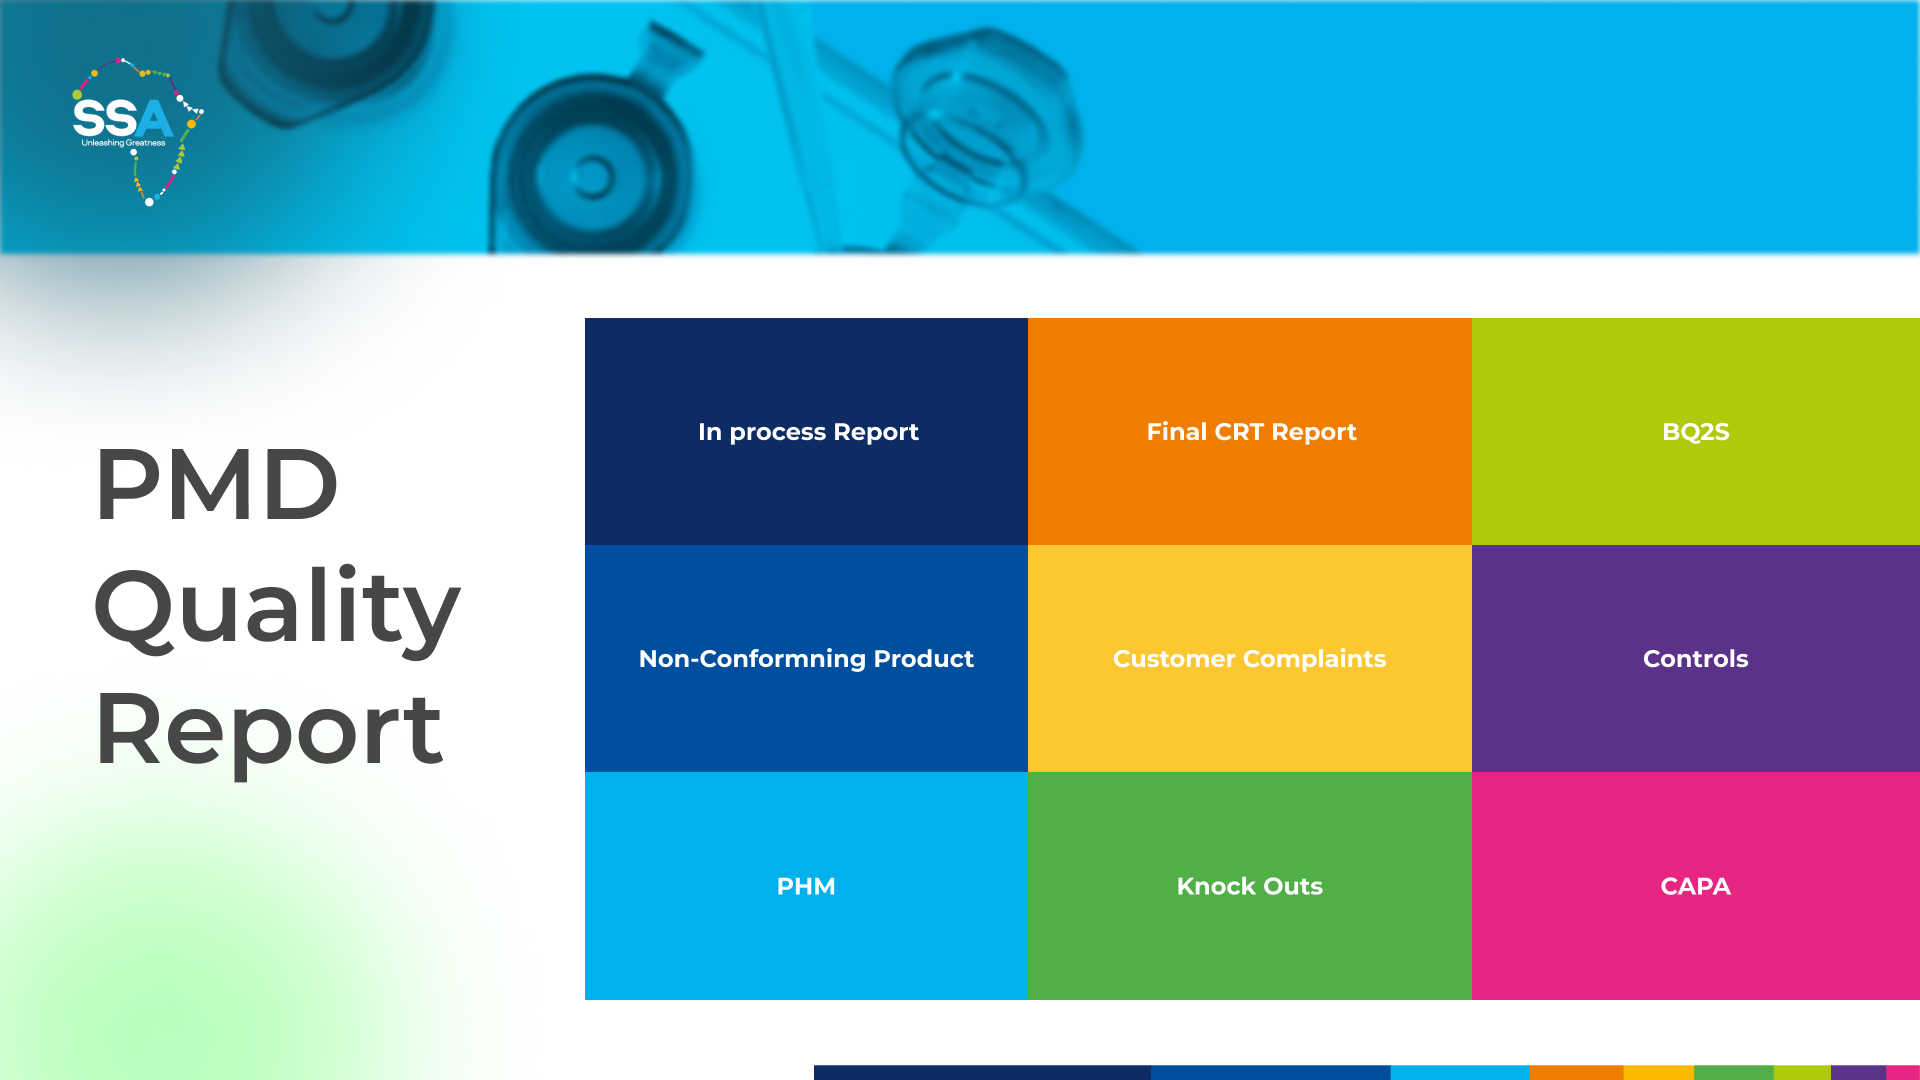 SSA
Unleashing Greatness
PMD
Quality
Report
In process Report
Final CRT Report
BQ2S
Non-Conformning Product
Customer Complaints
Controls
PHM
Knock Outs
CAPA